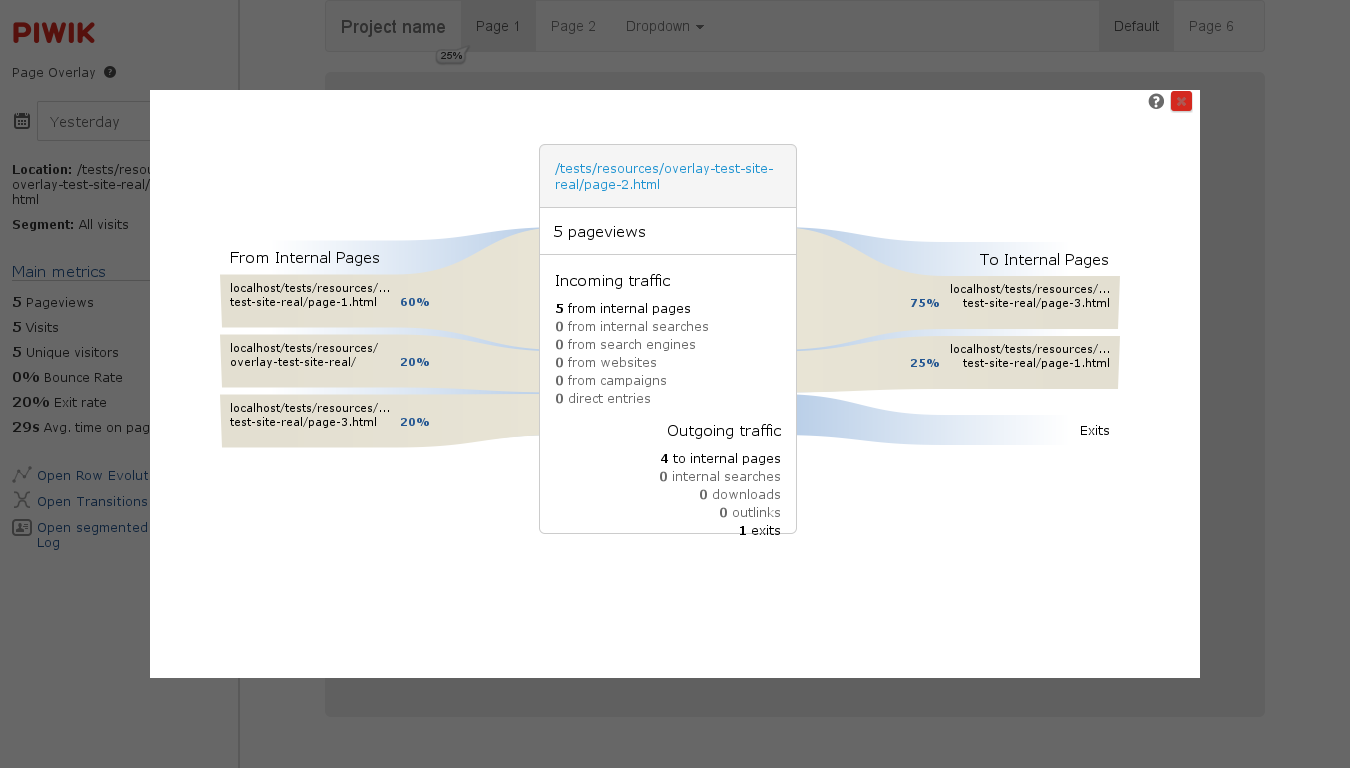 PIWIK
Page Overlay
Yesterday
Location: /tests/resou
overlay-test-site-real/
html
Segment: All visits
Main metrics
5 Pageviews
5 Visits
5 Unique visitors
0% Bounce Rate
20% Exit rate
29s Avg. time on pag
Open Row Evolut
Open Transitions
Open segmented
Log
Project name
Page 1
Page 2
Dropdown
Default
Page 6
25%
From Internal Pages
localhost/tests/resources/...
test-site-real/page-1.html 60%
localhost/tests/resources/
overlay-test-site-real/ 20%
localhost/tests/resources/...
test-site-real/page-3.html 20%
/tests/resources/overlay-test-site-
real/page-2.html
5 pageviews
Incoming traffic
5 from internal pages
0 from internal searches
0 from search engines
0 from websites
0 from campaigns
0 direct entries
Outgoing traffic
4 to internal pages
0 internal searches
0 downloads
0 outlinks
1 exits
To Internal Pages
localhost/tests/resources/...
75% test-site-real/page-3.html
localhost/tests/resources/...
25% test-site-real/page-1.html
Exits